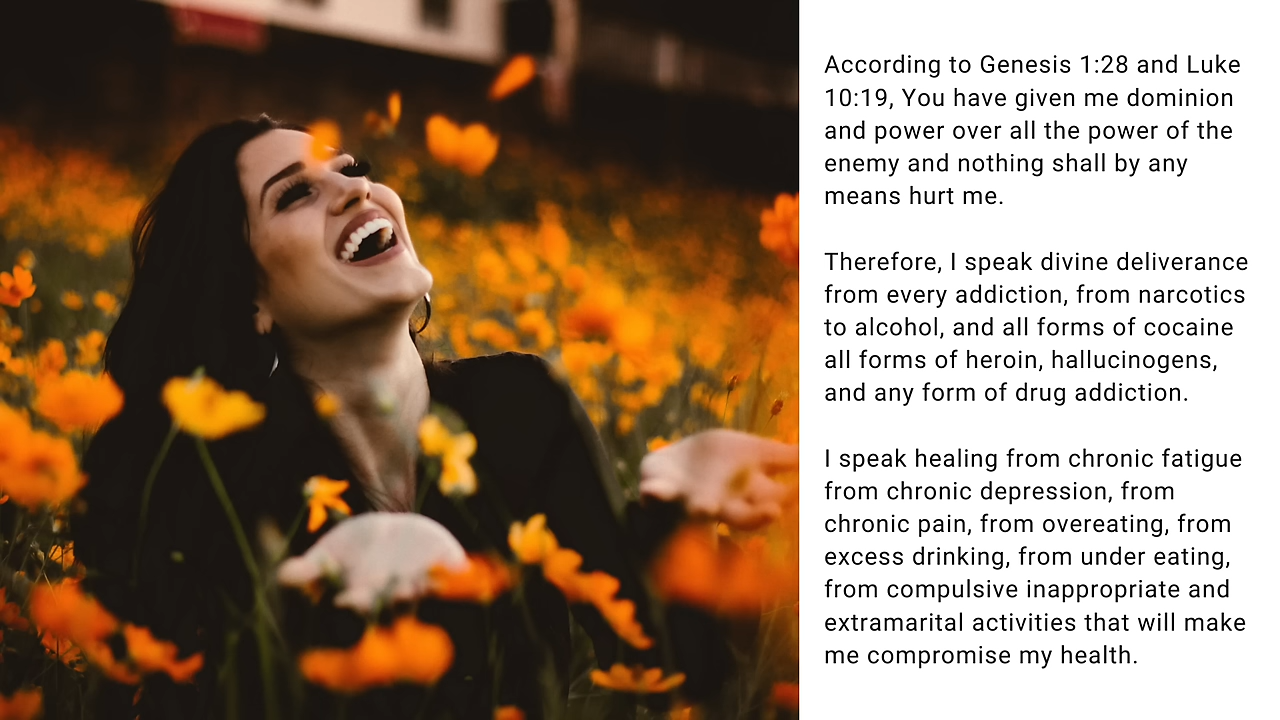 According to Genesis 1:28 and Luke
10:19, You have given me dominion
and power over all the power of the
enemy and nothing shall by any
means hurt me.
Therefore, I speak divine deliverance
from every addiction, from narcotics
to alcohol, and all forms of cocaine
all forms of heroin, hallucinogens,
and any form of drug addiction.
I speak healing from chronic fatigue
from chronic depression, from
chronic pain, from overeating, from
excess drinking, from under eating,
from compulsive inappropriate and
extramarital activities that will make
me compromise my health.